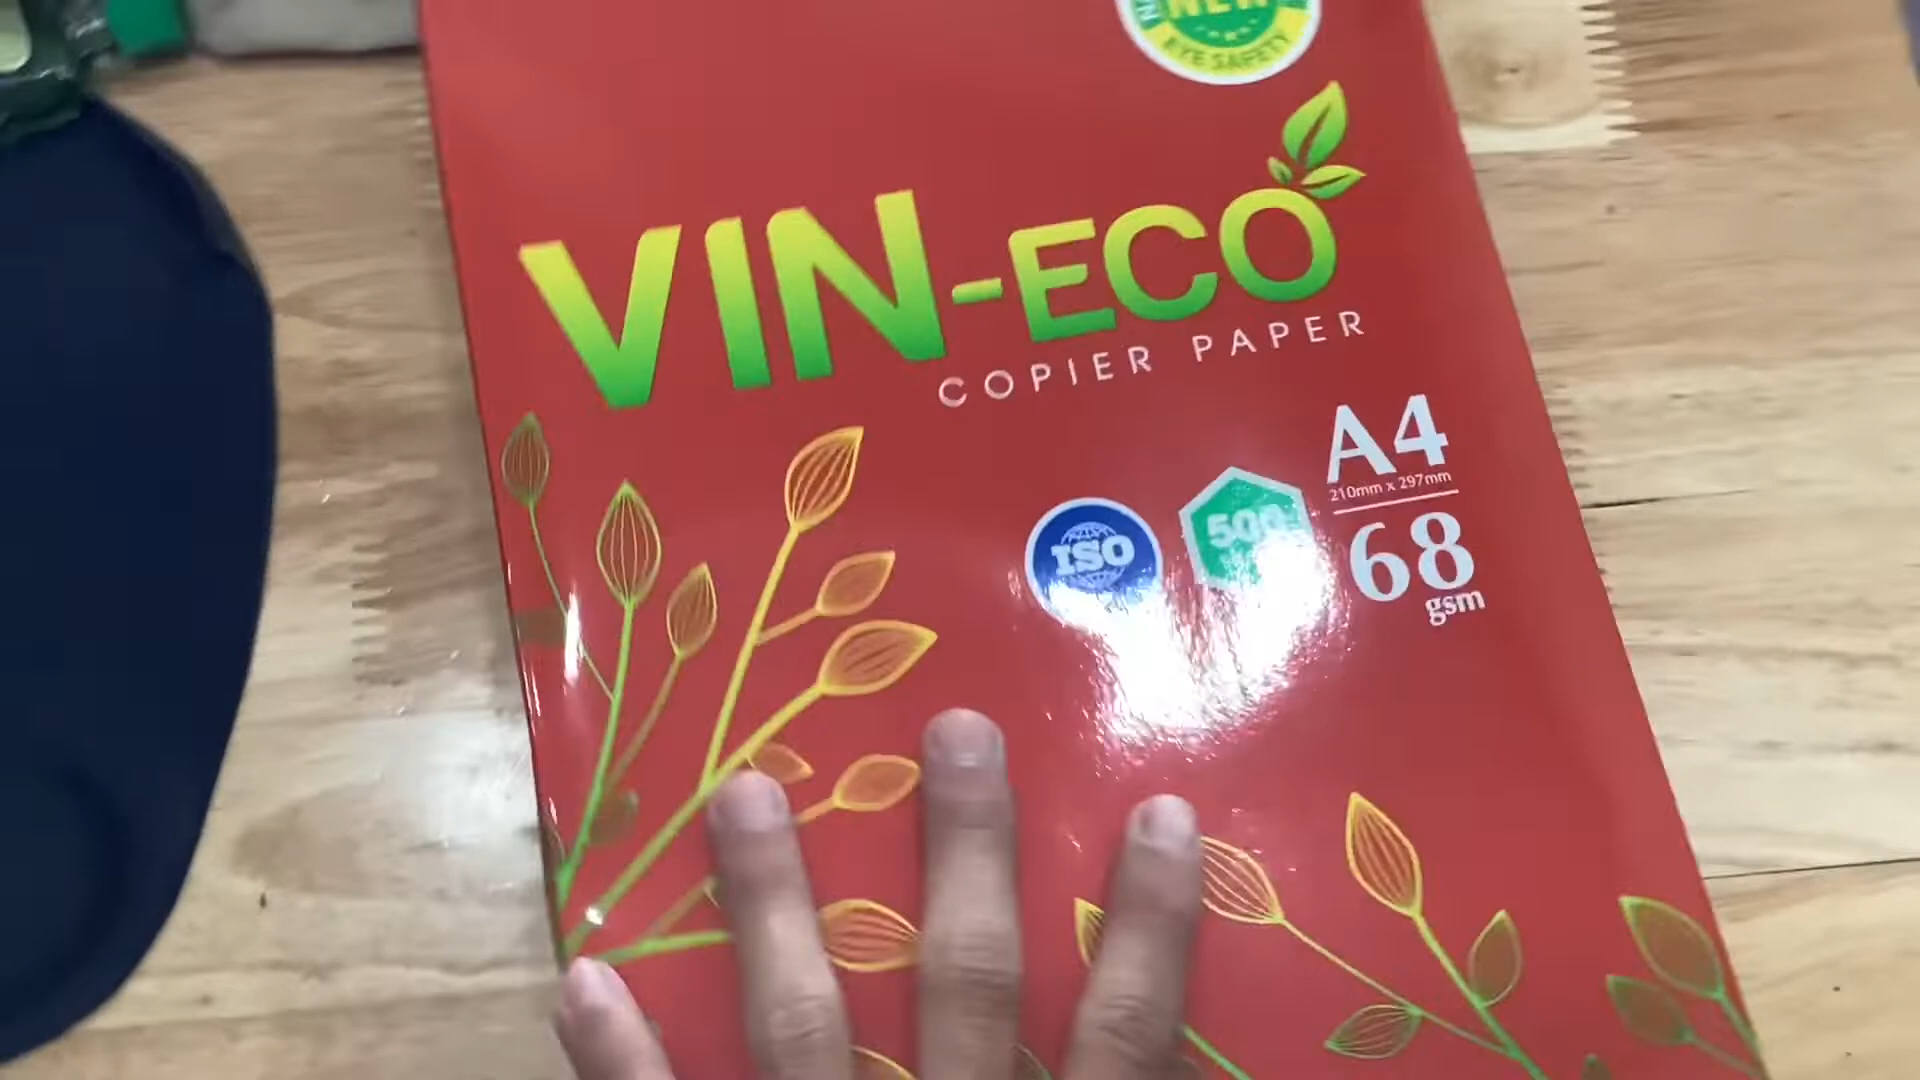 NEW
EYE SAFETY
VIN-ECO
COPIER PAPER
A4
210mm x 297mm
ISO
500
68
gsm